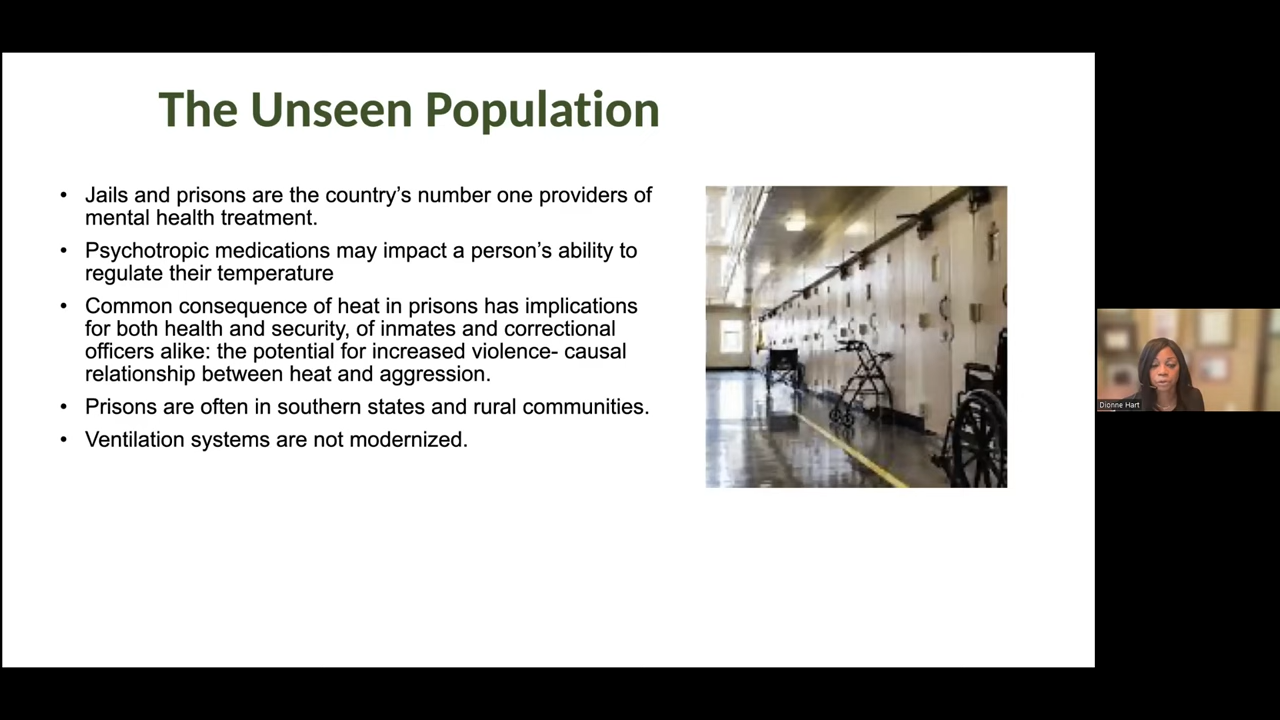 The Unseen Population
• Jails and prisons are the country's number one providers of
mental health treatment.
• Psychotropic medications may impact a person's ability to
regulate their temperature
• Common consequence of heat in prisons has implications
for both health and security, of inmates and correctional
officers alike: the potential for increased violence- causal
relationship between heat and aggression.
• Prisons are often in southern states and rural communities.
• Ventilation systems are not modernized.
Dionne Hart